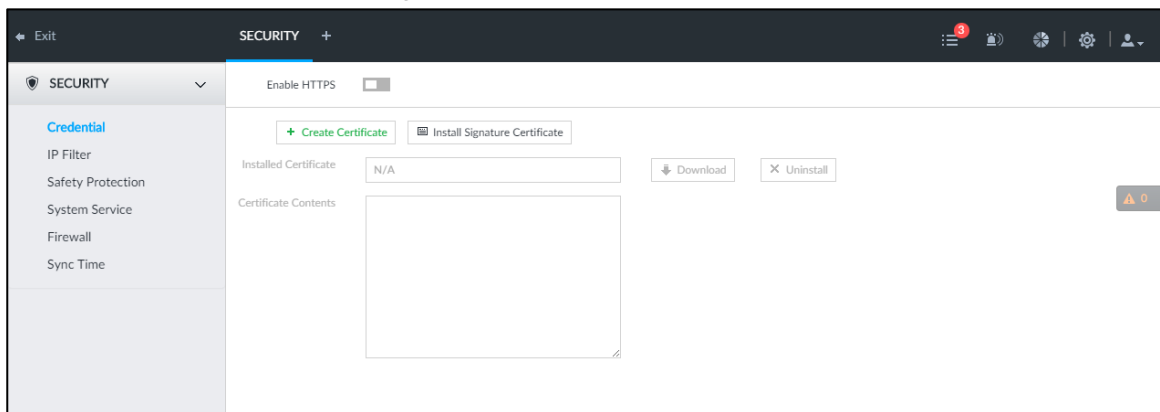 Exit
SECURITY +
3
SECURITY
Enable HTTPS
Credential
IP Filter
Safety Protection
System Service
Firewall
Sync Time
+ Create Certificate
Install Signature Certificate
Installed Certificate
N/A
Download
Uninstall
Certificate Contents
0